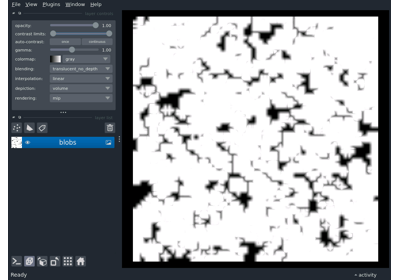 File View Plugins Window Help
opacity: 1.00
contrast limits:
auto-contrast: once continuous
gamma: 1.00
colormap: gray
blending: translucent_no_depth
interpolation: linear
depiction: volume
rendering: mip
blobs
Ready
activity